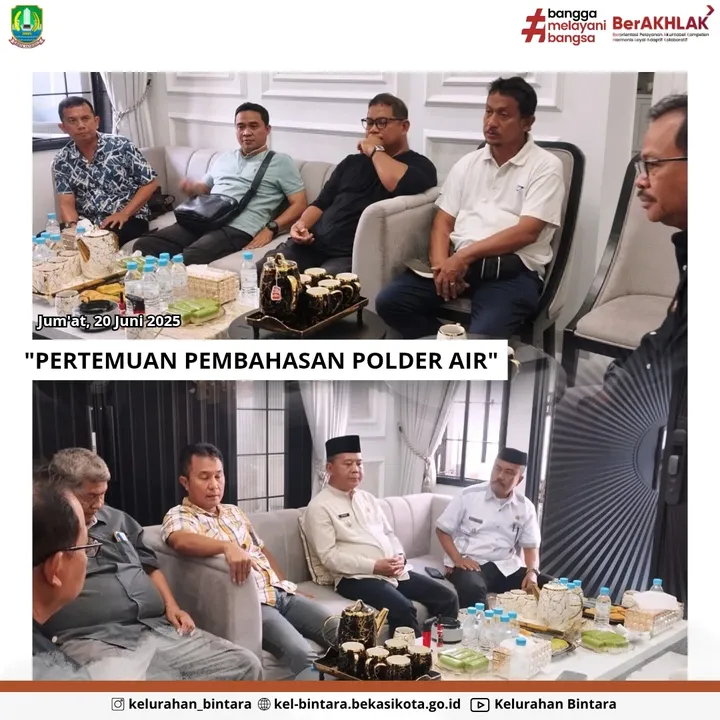 #bangga
melayani
bangsa
BerAKHLAK
Jum'at, 20 Juni 2025
"PERTEMUAN PEMBAHASAN POLDER AIR"
kelurahan_bintara kel-bintara.bekasikota.go.id Kelurahan Bintara